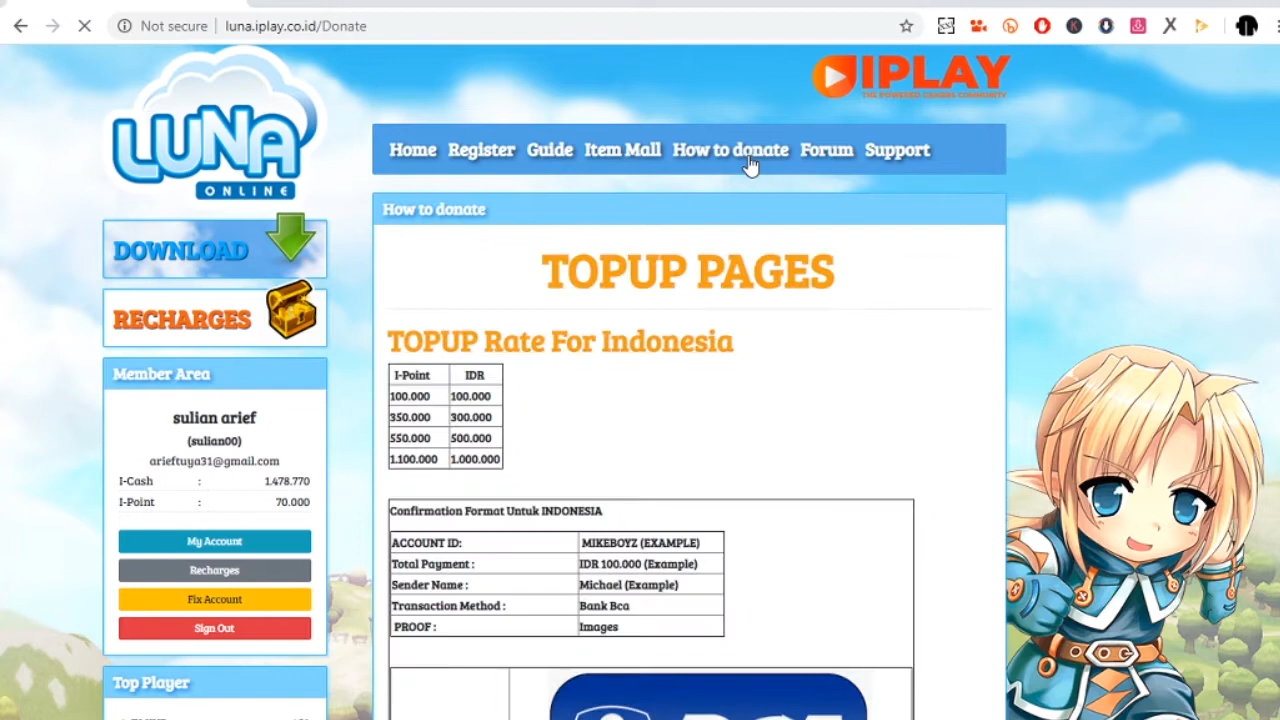 Not secure | luna.iplay.co.id/Donate
IPLAY
LUNA
ONLINE
Home Register Guide Item Mall How to donate Forum Support
How to donate
DOWNLOAD
RECHARGES
Member Area
sulian arief
(sulian00)
arieftuya31@gmail.com
I-Cash : 1.478.770
I-Point : 70.000
My Account
Recharges
Fix Account
Sign Out
Top Player
TOPUP PAGES
TOPUP Rate For Indonesia
I-Point IDR
100.000 100.000
350.000 300.000
550.000 500.000
1.100.000 1.000.000
Confirmation Format Untuk INDONESIA
ACCOUNT ID: MIKEBOYZ (EXAMPLE)
Total Payment : IDR 100.000 (Example)
Sender Name : Michael (Example)
Transaction Method : Bank Bca
PROOF : Images